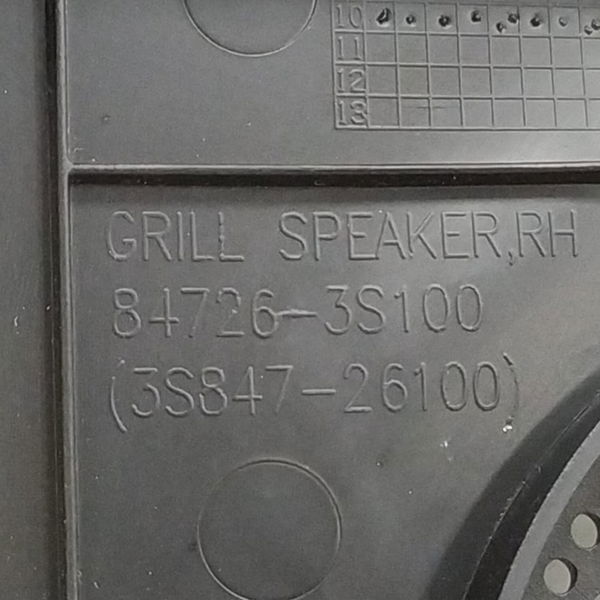 10
11
12
13
GRILL SPEAKER,RH
84726-3S100
(3S847-26100)